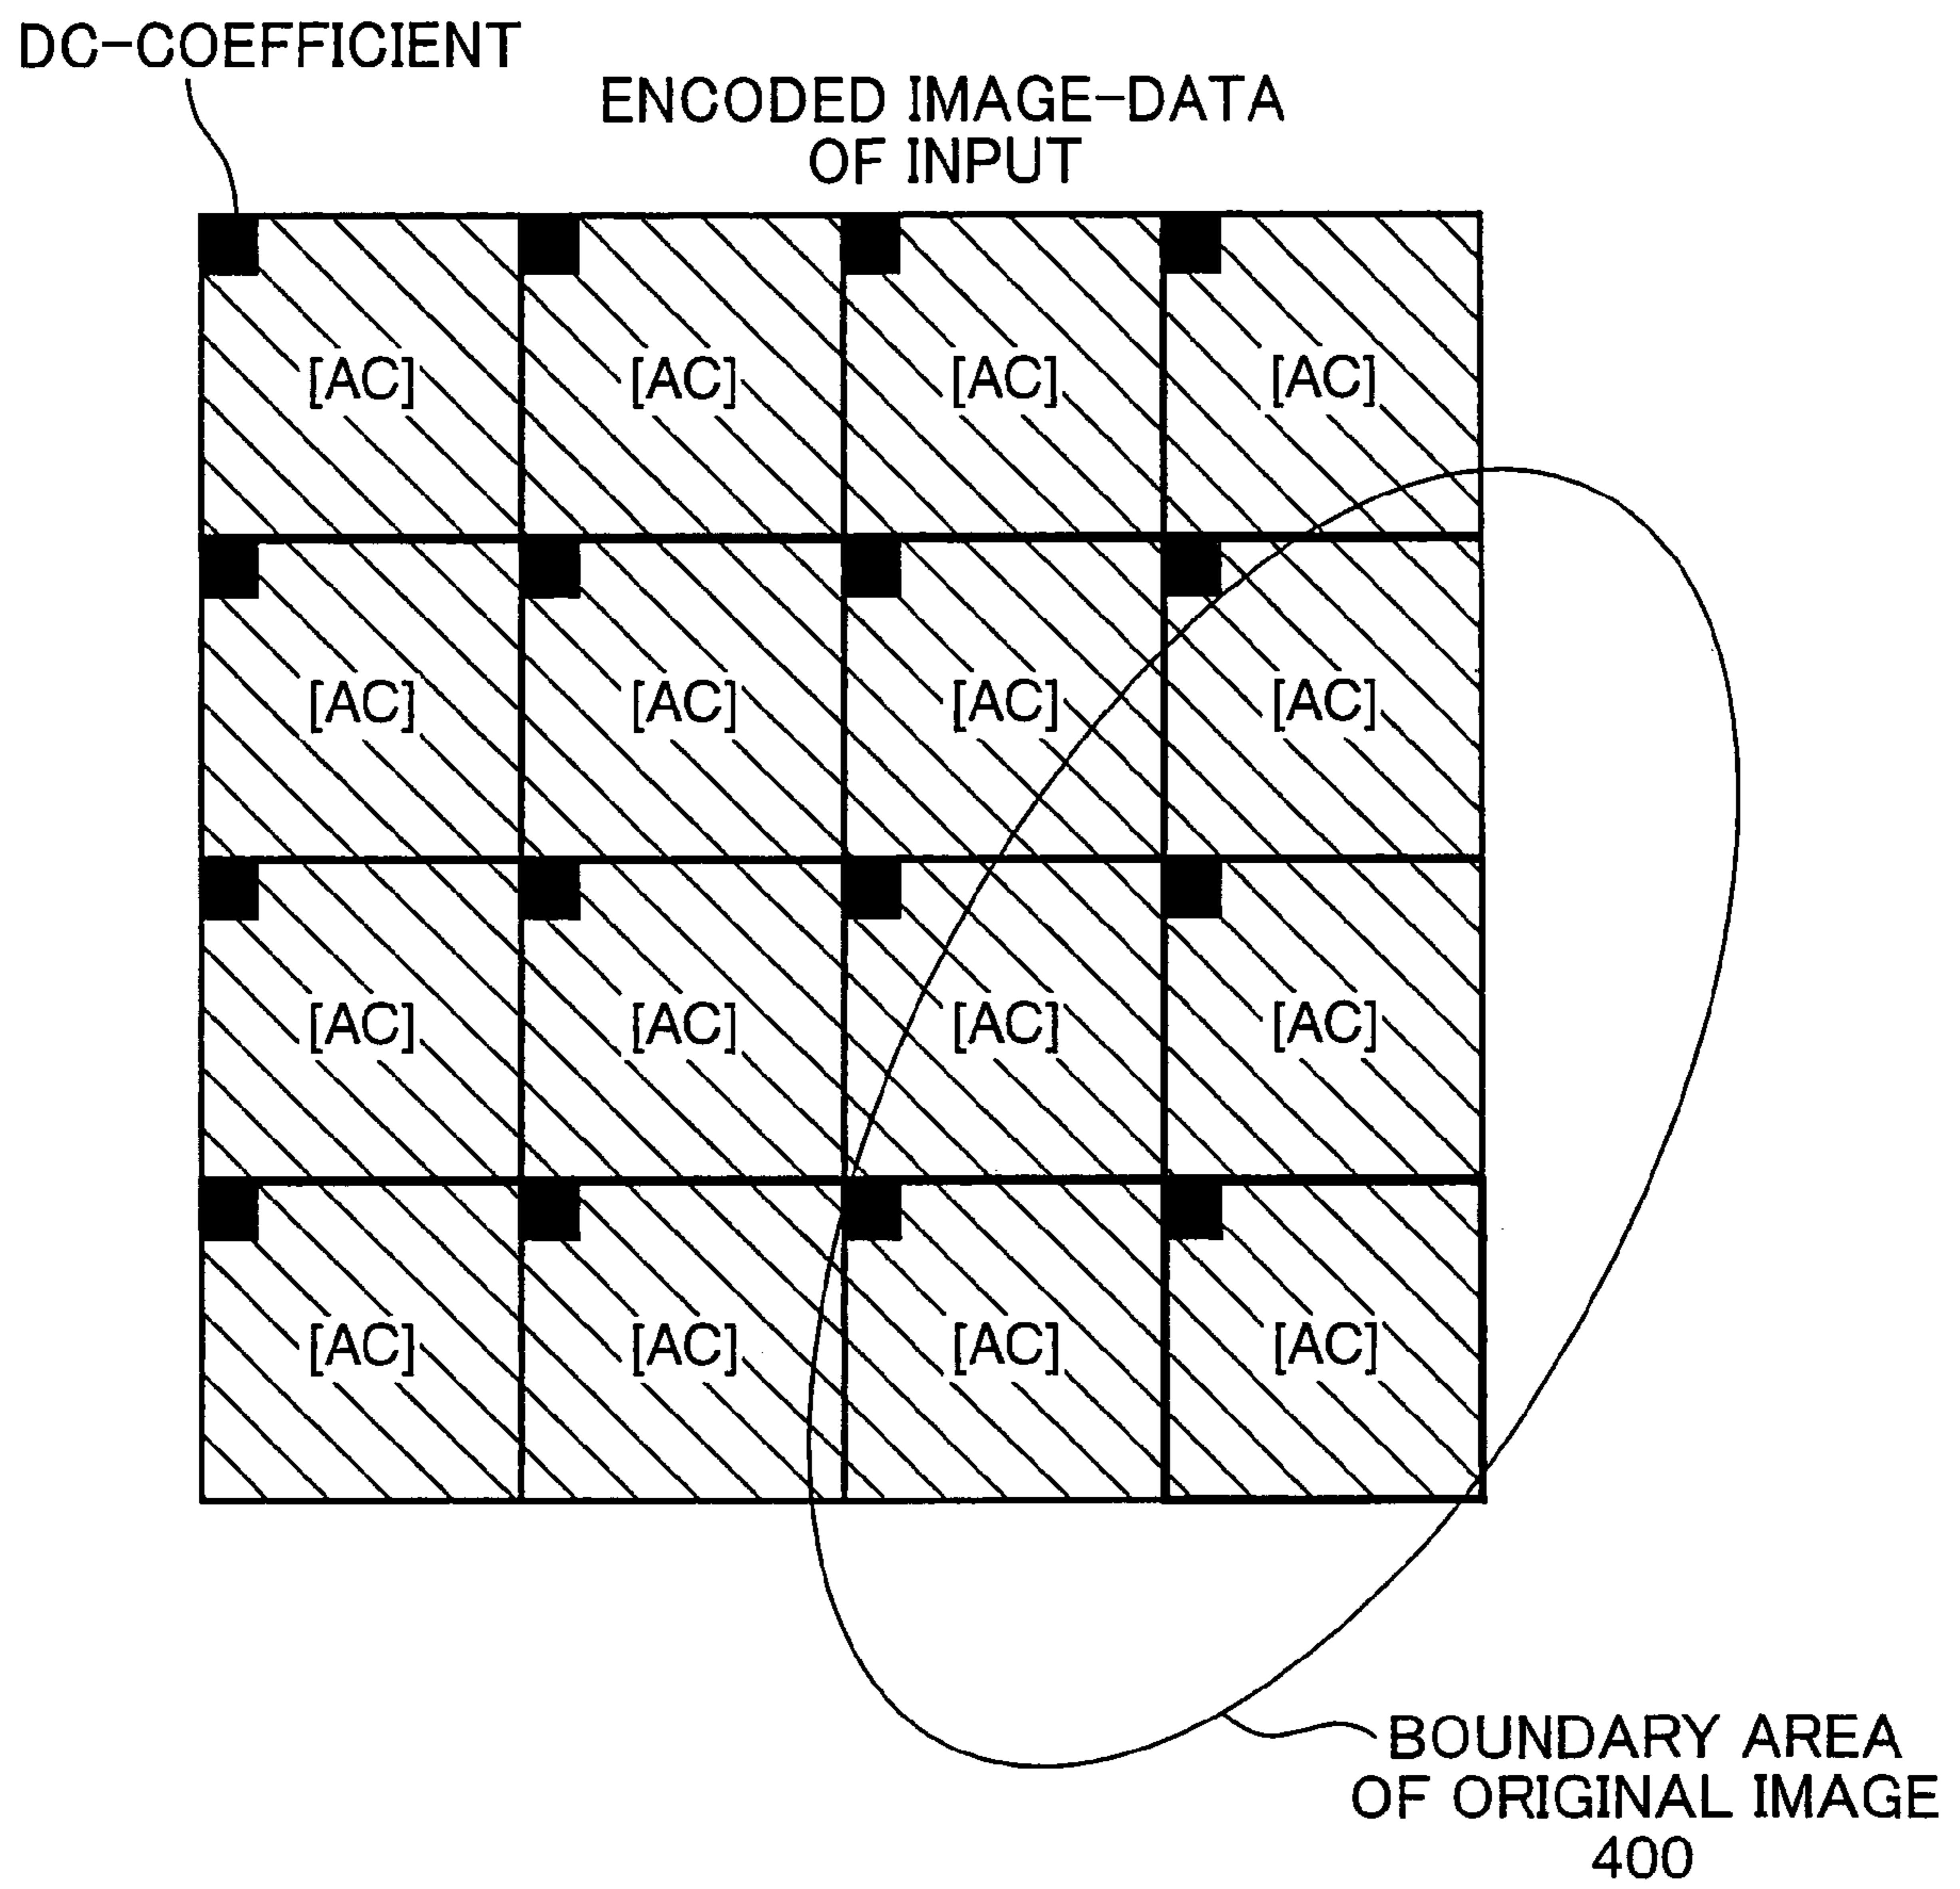 DC-COEFFICIENT
ENCODED IMAGE-DATA
OF INPUT
[AC] [AC] [AC] [AC]
[AC] [AC] [AC] [AC]
[AC] [AC] [AC] [AC]
[AC] [AC] [AC] [AC]
BOUNDARY AREA
OF ORIGINAL IMAGE
400